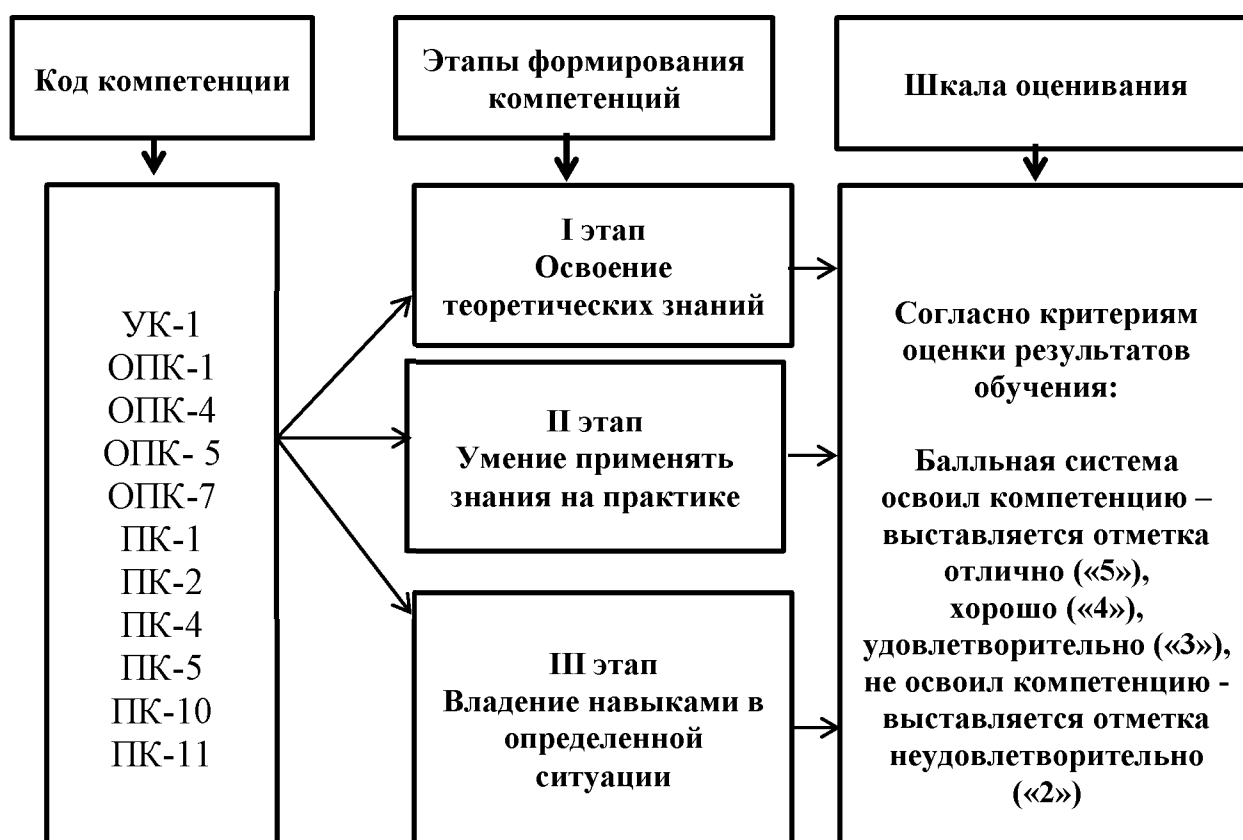 Код компетенции
Этапы формирования
компетенций
Шкала оценивания
УК-1
ОПК-1
ОПК-4
ОПК- 5
ОПК-7
ПК-1
ПК-2
ПК-4
ПК-5
ПК-10
ПК-11
I этап
Освоение
теоретических знаний
II этап
Умение применять
знания на практике
III этап
Владение навыками в
определенной
ситуации
Согласно критериям
оценки результатов
обучения:
Балльная система
освоил компетенцию –
выставляется отметка
отлично («5»),
хорошо («4»),
удовлетворительно («3»),
не освоил компетенцию -
выставляется отметка
неудовлетворительно
(«2»)